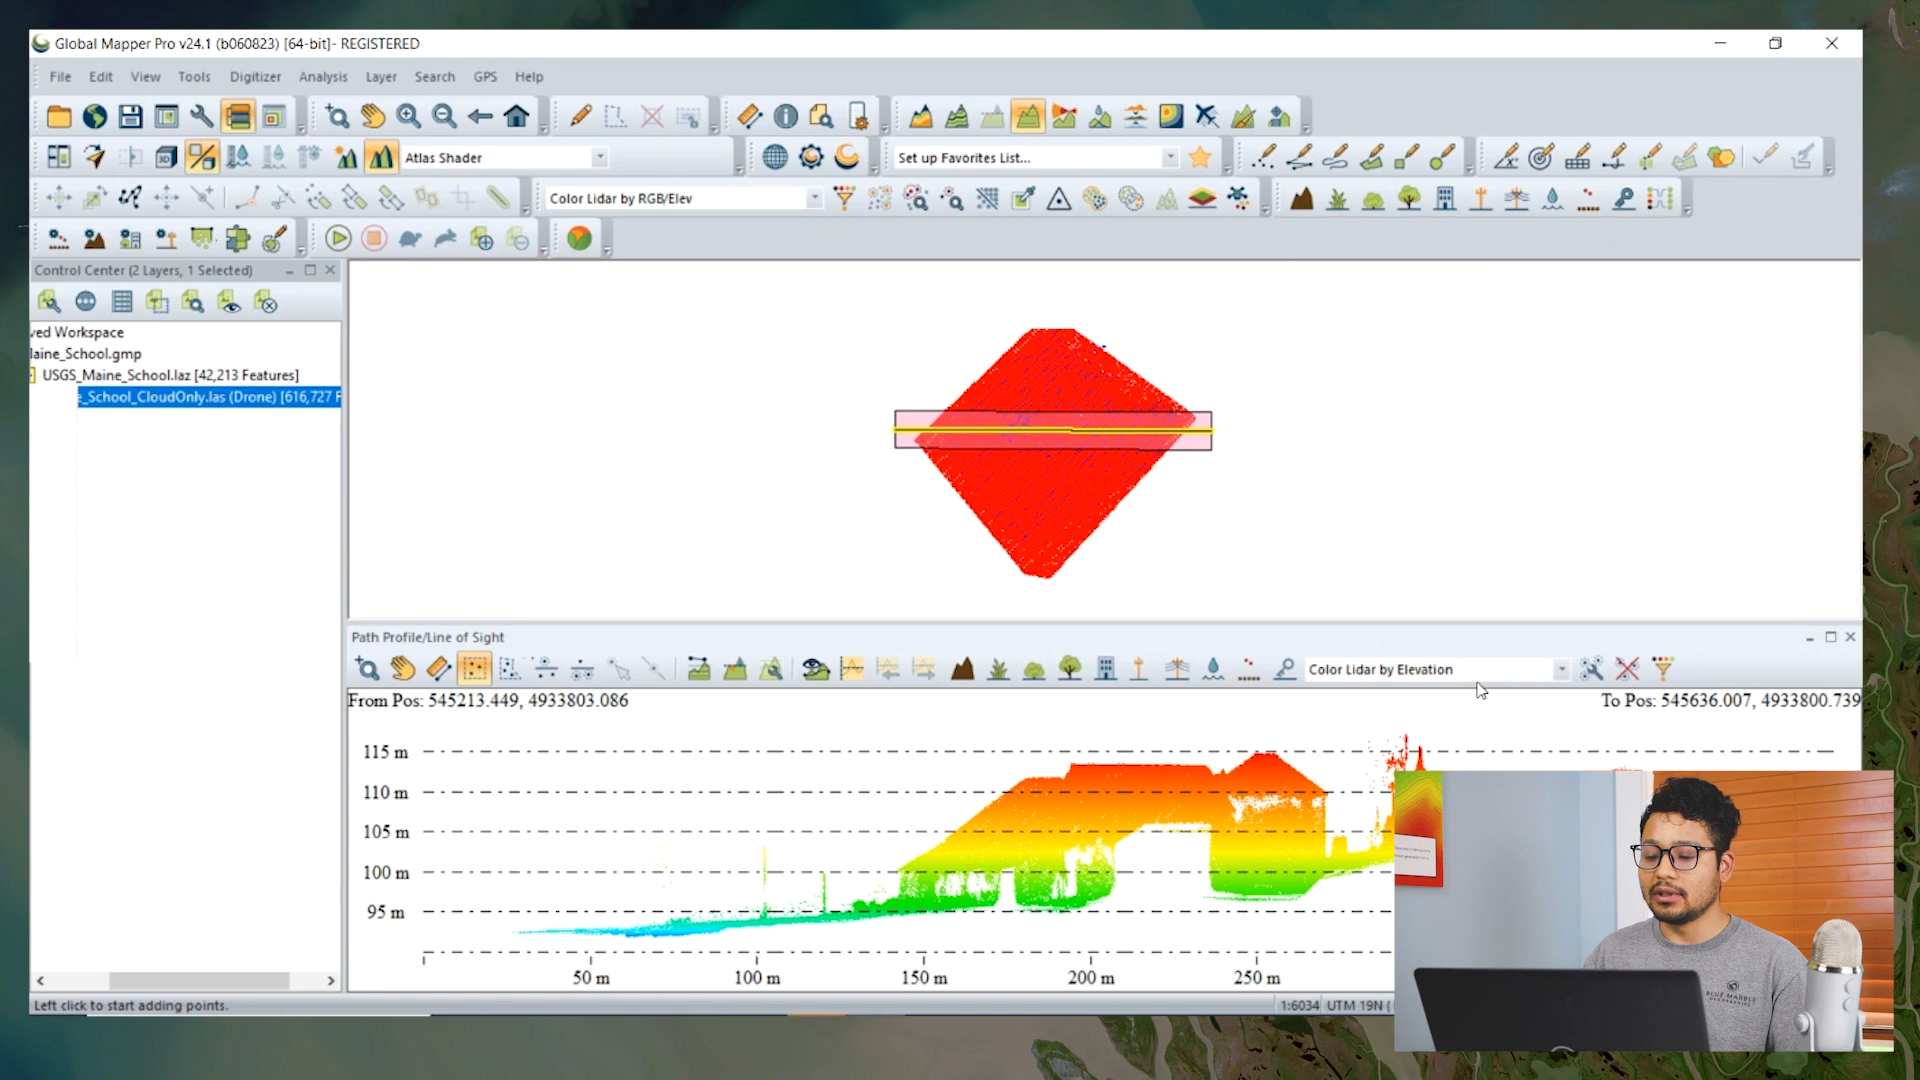 Global Mapper Pro v24.1 (b060823) [64-bit]- REGISTERED
File Edit View Tools Digitizer Analysis Layer Search GPS Help
Atlas Shader
Set up Favorites List...
Color Lidar by RGB/Elev
Control Center (2 Layers, 1 Selected)
ved Workspace
laine_School.gmp
USGS_Maine_School.laz [42,213 Features]
e_School_CloudOnly.las (Drone) [616,727 F
Path Profile/Line of Sight
Color Lidar by Elevation
From Pos: 545213.449, 4933803.086
To Pos: 545636.007, 4933800.739
115 m
110 m
105 m
100 m
95 m
50 m 100 m 150 m 200 m 250 m
Left click to start adding points.
1:6034 UTM 19N (
BLUE MARBLE